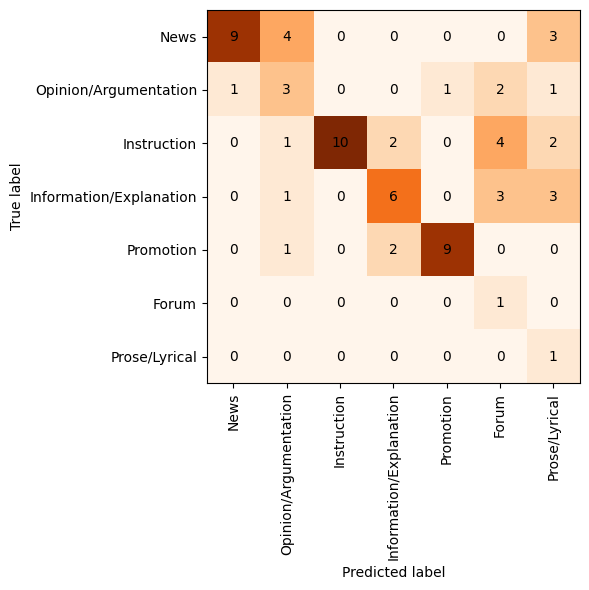 True label
News 9 4 0 0 0 0 3
Opinion/Argumentation 1 3 0 0 1 2 1
Instruction 0 1 10 2 0 4 2
Information/Explanation 0 1 0 6 0 3 3
Promotion 0 1 0 2 9 0 0
Forum 0 0 0 0 0 1 0
Prose/Lyrical 0 0 0 0 0 0 1
News
Opinion/Argumentation
Instruction
Information/Explanation
Promotion
Forum
Prose/Lyrical
Predicted label